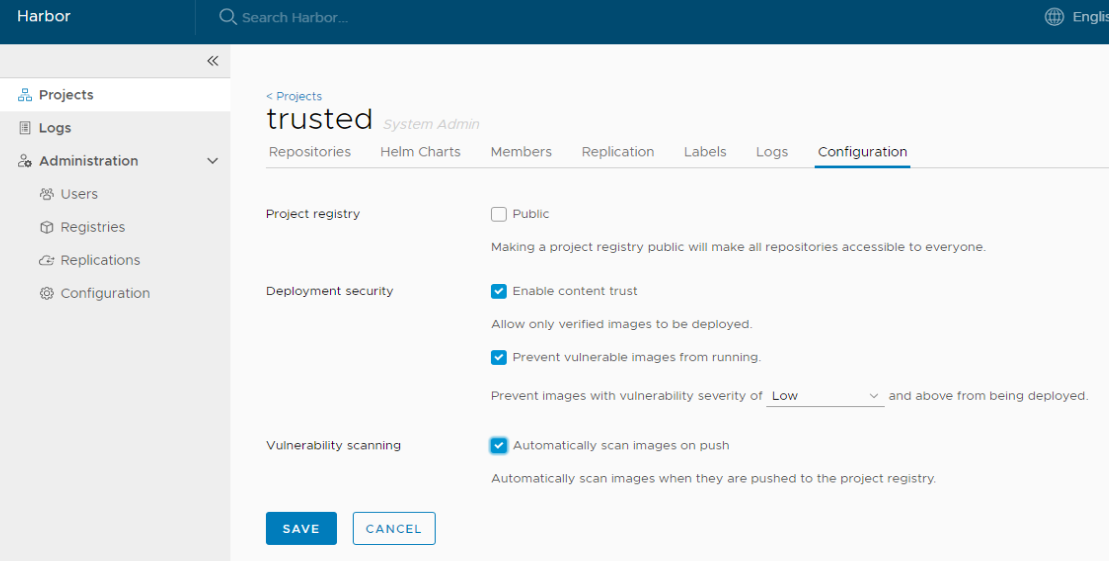 Harbor
Search Harbor...
Projects
Logs
Administration
Users
Registries
Replications
Configuration
< Projects
trusted System Admin
Repositories Helm Charts Members Replication Labels Logs Configuration
Project registry Public
Making a project registry public will make all repositories accessible to everyone.
Deployment security Enable content trust
Allow only verified images to be deployed.
Prevent vulnerable images from running.
Prevent images with vulnerability severity of Low and above from being deployed.
Vulnerability scanning Automatically scan images on push
Automatically scan images when they are pushed to the project registry.
SAVE CANCEL